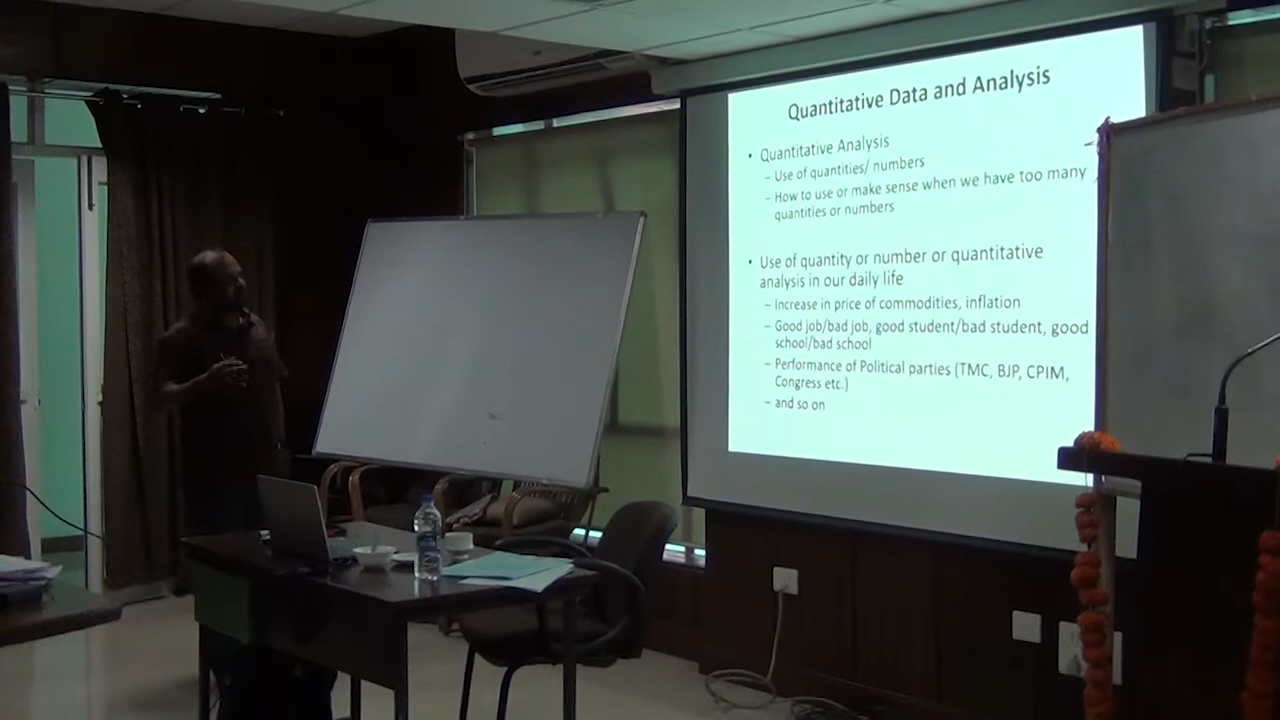 Quantitative Data and Analysis
• Quantitative Analysis
– Use of quantities/ numbers
– How to use or make sense when we have too many
quantities or numbers
• Use of quantity or number or quantitative
analysis in our daily life
– Increase in price of commodities, inflation
– Good job/bad job, good student/bad student, good
school/bad school
– Performance of Political parties (TMC, BJP, CPIM,
Congress etc.)
– and so on